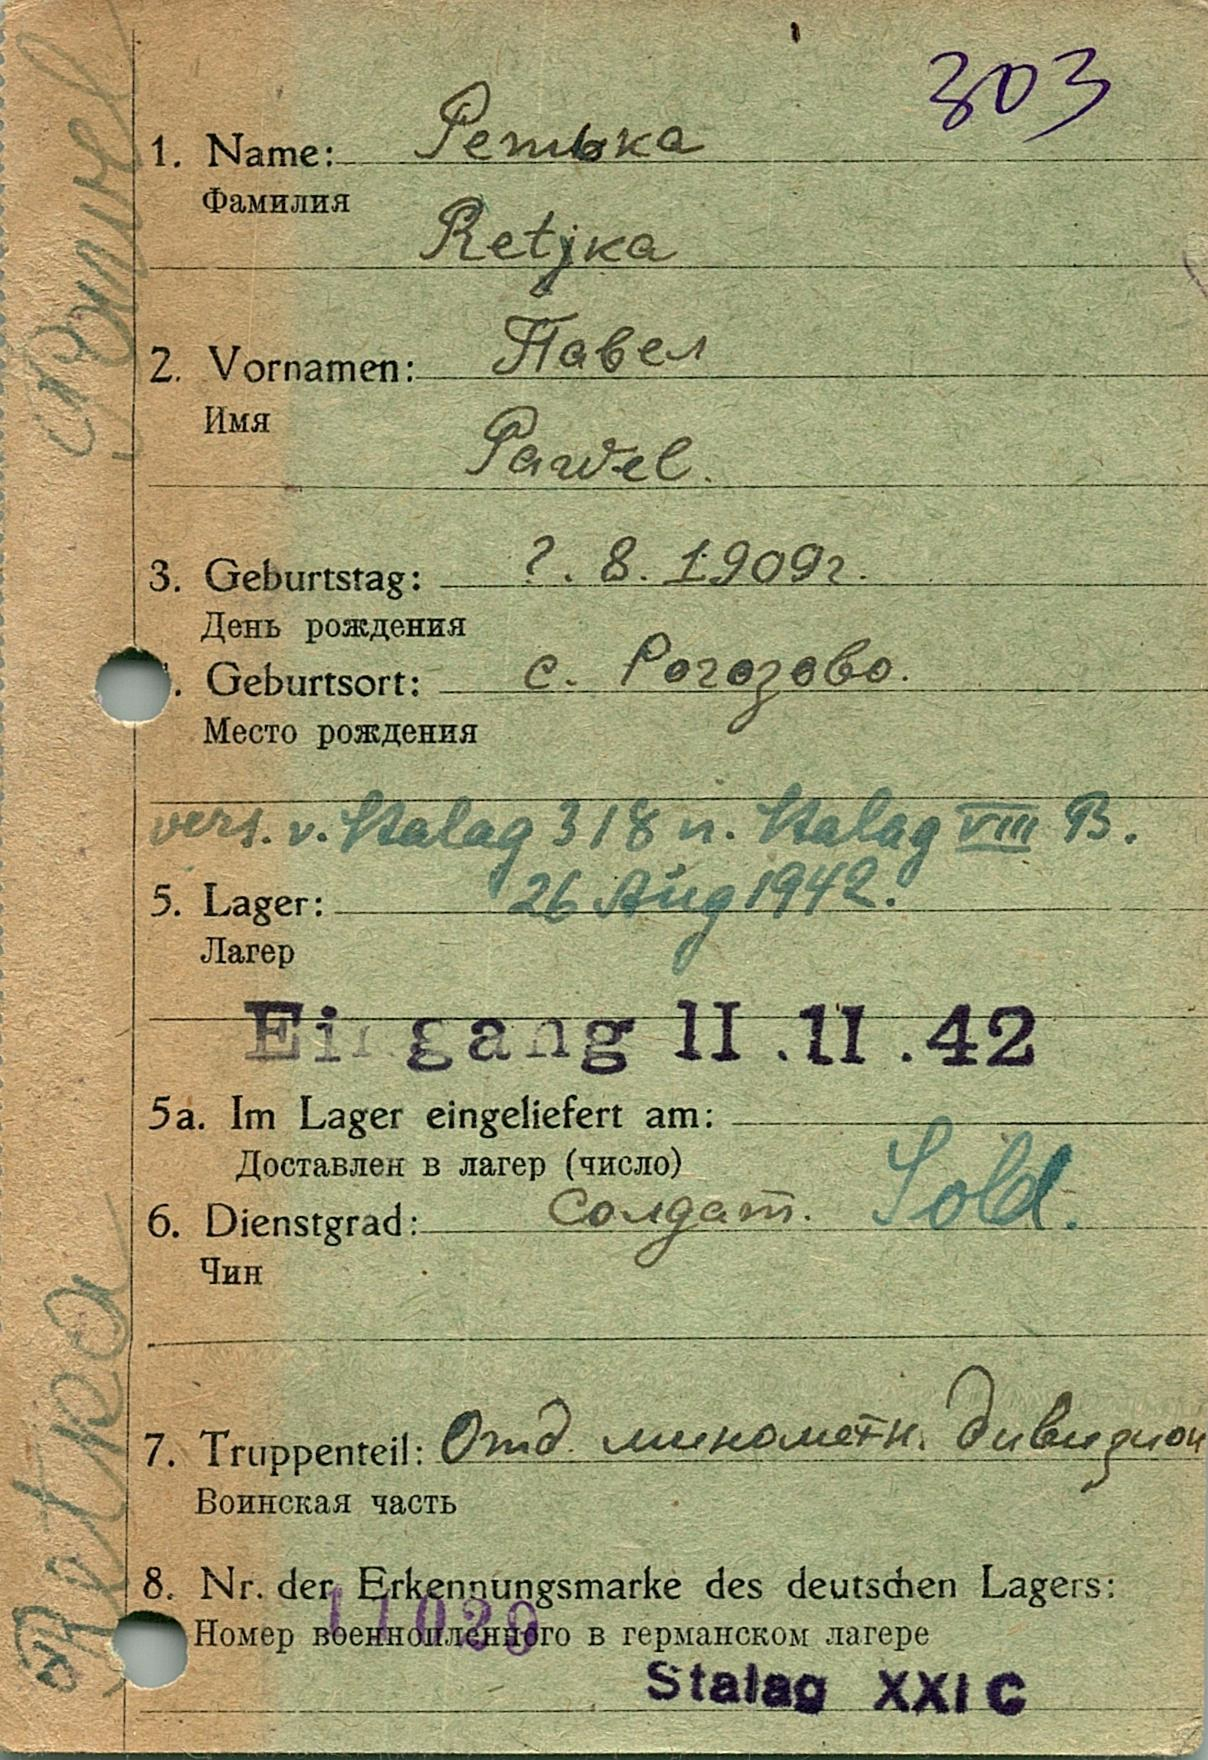 303
1. Name: Ретька
Фамилия
Retjka
2. Vornamen: Павел
Имя
Pawel.
3. Geburtstag: ?. 8. 1909г.
День рождения
. Geburtsort: с. Рогозово.
Место рождения
vers. v. Stalag 318 n. Stalag VIII B.
5. Lager: 26 Aug 1942.
Лагер
Eingang 11.11.42
5a. Im Lager eingeliefert am:
Доставлен в лагер (число)
6. Dienstgrad: Солдат. Sold.
Чин
7. Truppenteil: Отд. минометн. дивизион
Воинская часть
8. Nr. der Erkennungsmarke des deutschen Lagers:
11029
Номер военнопленного в германском лагере
Stalag XXI C
Retka
Pawel